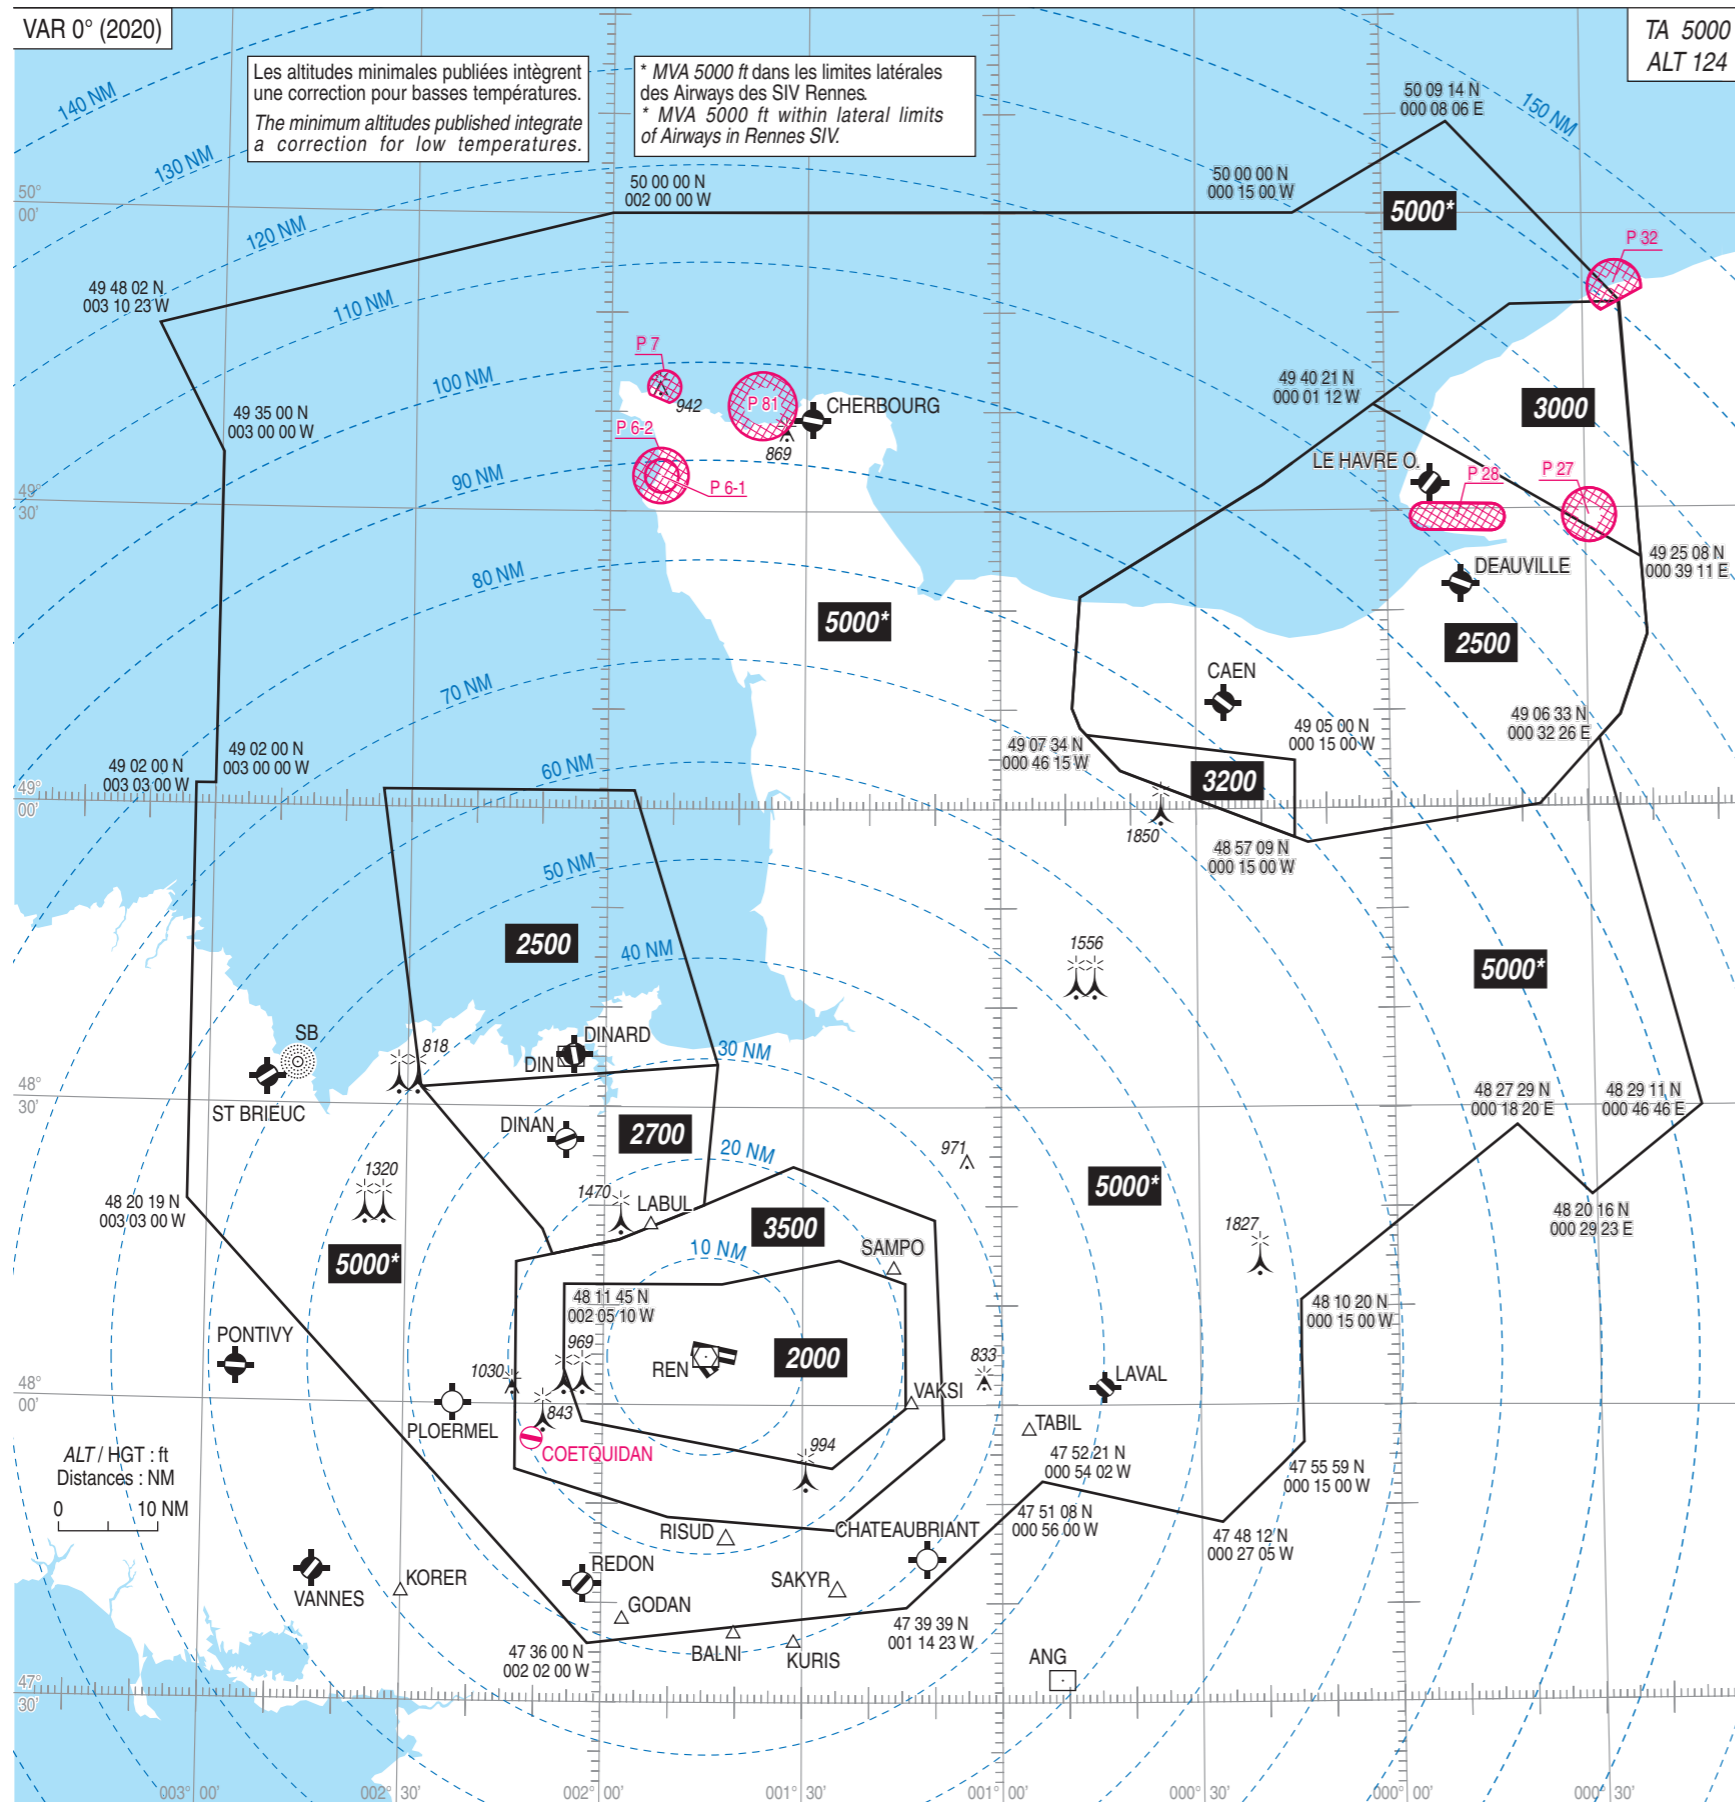 VAR 0° (2020)
TA 5000
ALT 124
Les altitudes minimales publiées intègrent
une correction pour basses températures.
The minimum altitudes published integrate
a correction for low temperatures.
* MVA 5000 ft dans les limites latérales
des Airways des SIV Rennes.
* MVA 5000 ft within lateral limits
of Airways in Rennes SIV.
140 NM
130 NM
120 NM
110 NM
100 NM
90 NM
80 NM
70 NM
60 NM
50 NM
40 NM
30 NM
20 NM
10 NM
150 NM
50 09 14 N
000 08 06 E
50 00 00 N
002 00 00 W
50 00 00 N
000 15 00 W
50°
00'
5000*
P 32
49 48 02 N
003 10 23 W
P 7
942
P 81
CHERBOURG
869
49 40 21 N
000 01 12 W
3000
49 35 00 N
003 00 00 W
P 6-2
P 6-1
LE HAVRE O.
P 28
P 27
49°
30'
49 25 08 N
000 39 11 E
DEAUVILLE
5000*
2500
CAEN
49 07 34 N
000 46 15 W
49 05 00 N
000 15 00 W
49 06 33 N
000 32 26 E
49 02 00 N
003 03 00 W
49 02 00 N
003 00 00 W
3200
49°
00'
1850
48 57 09 N
000 15 00 W
2500
1556
5000*
SB
818
DINARD
DIN
ST BRIEUC
48°
30'
48 27 29 N
000 18 20 E
48 29 11 N
000 46 46 E
DINAN
2700
971
1320
1470
LABUL
5000*
48 20 19 N
003 03 00 W
48 20 16 N
000 29 23 E
1827
3500
SAMPO
5000*
48 11 45 N
002 05 10 W
48 10 20 N
000 15 00 W
PONTIVY
969
REN
2000
1030
833
LAVAL
VAKSI
48°
00'
PLOERMEL
843
COETQUIDAN
TABIL
994
47 52 21 N
000 54 02 W
47 55 59 N
000 15 00 W
ALT / HGT : ft
Distances : NM
0 10 NM
47 51 08 N
000 56 00 W
47 48 12 N
000 27 05 W
RISUD
CHATEAUBRIANT
VANNES
KORER
REDON
SAKYR
GODAN
47 39 39 N
001 14 23 W
47 36 00 N
002 02 00 W
BALNI
KURIS
ANG
47°
30'
003° 00'
002° 30'
002° 00'
001° 30'
001° 00'
000° 30'
000° 00'
000° 30'